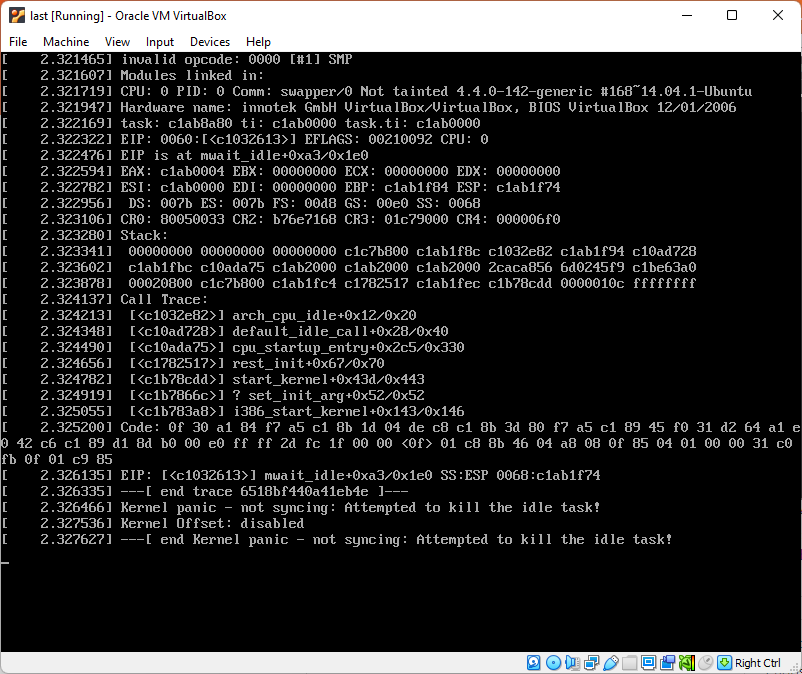 last [Running] - Oracle VM VirtualBox
File Machine View Input Devices Help
[    2.321465] invalid opcode: 0000 [#1] SMP
[    2.321607] Modules linked in:
[    2.321719] CPU: 0 PID: 0 Comm: swapper/0 Not tainted 4.4.0-142-generic #168~14.04.1-Ubuntu
[    2.321947] Hardware name: innotek GmbH VirtualBox/VirtualBox, BIOS VirtualBox 12/01/2006
[    2.322169] task: c1ab8a80 ti: c1ab0000 task.ti: c1ab0000
[    2.322322] EIP: 0060:[<c1032613>] EFLAGS: 00210092 CPU: 0
[    2.322476] EIP is at mwait_idle+0xa3/0x1e0
[    2.322594] EAX: c1ab0004 EBX: 00000000 ECX: 00000000 EDX: 00000000
[    2.322782] ESI: c1ab0000 EDI: 00000000 EBP: c1ab1f84 ESP: c1ab1f74
[    2.322956]  DS: 007b ES: 007b FS: 00d8 GS: 00e0 SS: 0068
[    2.323106] CR0: 80050033 CR2: b76e7168 CR3: 01c79000 CR4: 000006f0
[    2.323280] Stack:
[    2.323341]  00000000 00000000 00000000 c1c7b800 c1ab1f8c c1032e82 c1ab1f94 c10ad728
[    2.323602]  c1ab1fbc c10ada75 c1ab2000 c1ab2000 c1ab2000 2caca856 6d0245f9 c1be63a0
[    2.323878]  00020800 c1c7b800 c1ab1fc4 c1782517 c1ab1fec c1b78cdd 0000010c ffffffff
[    2.324137] Call Trace:
[    2.324213]  [<c1032e82>] arch_cpu_idle+0x12/0x20
[    2.324348]  [<c10ad728>] default_idle_call+0x28/0x40
[    2.324490]  [<c10ada75>] cpu_startup_entry+0x2c5/0x330
[    2.324656]  [<c1782517>] rest_init+0x67/0x70
[    2.324782]  [<c1b78cdd>] start_kernel+0x43d/0x443
[    2.324919]  [<c1b7866c>] ? set_init_arg+0x52/0x52
[    2.325055]  [<c1b783a8>] i386_start_kernel+0x143/0x146
[    2.325200] Code: 0f 30 a1 84 f7 a5 c1 8b 1d 04 de c8 c1 8b 3d 80 f7 a5 c1 89 45 f0 31 d2 64 a1 e
0 42 c6 c1 89 d1 8d b0 00 e0 ff ff 2d fc 1f 00 00 <0f> 01 c8 8b 46 04 a8 08 0f 85 04 01 00 00 31 c0
fb 0f 01 c9 85
[    2.326135] EIP: [<c1032613>] mwait_idle+0xa3/0x1e0 SS:ESP 0068:c1ab1f74
[    2.326335] ---[ end trace 6518bf440a41eb4e ]---
[    2.326466] Kernel panic - not syncing: Attempted to kill the idle task!
[    2.327536] Kernel Offset: disabled
[    2.327627] ---[ end Kernel panic - not syncing: Attempted to kill the idle task!
Right Ctrl